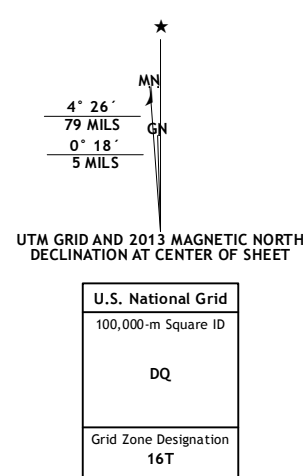 ★
MN
4° 26´
79 MILS
GN
0° 18´
5 MILS
UTM GRID AND 2013 MAGNETIC NORTH
DECLINATION AT CENTER OF SHEET
U.S. National Grid
100,000-m Square ID
DQ
Grid Zone Designation
16T